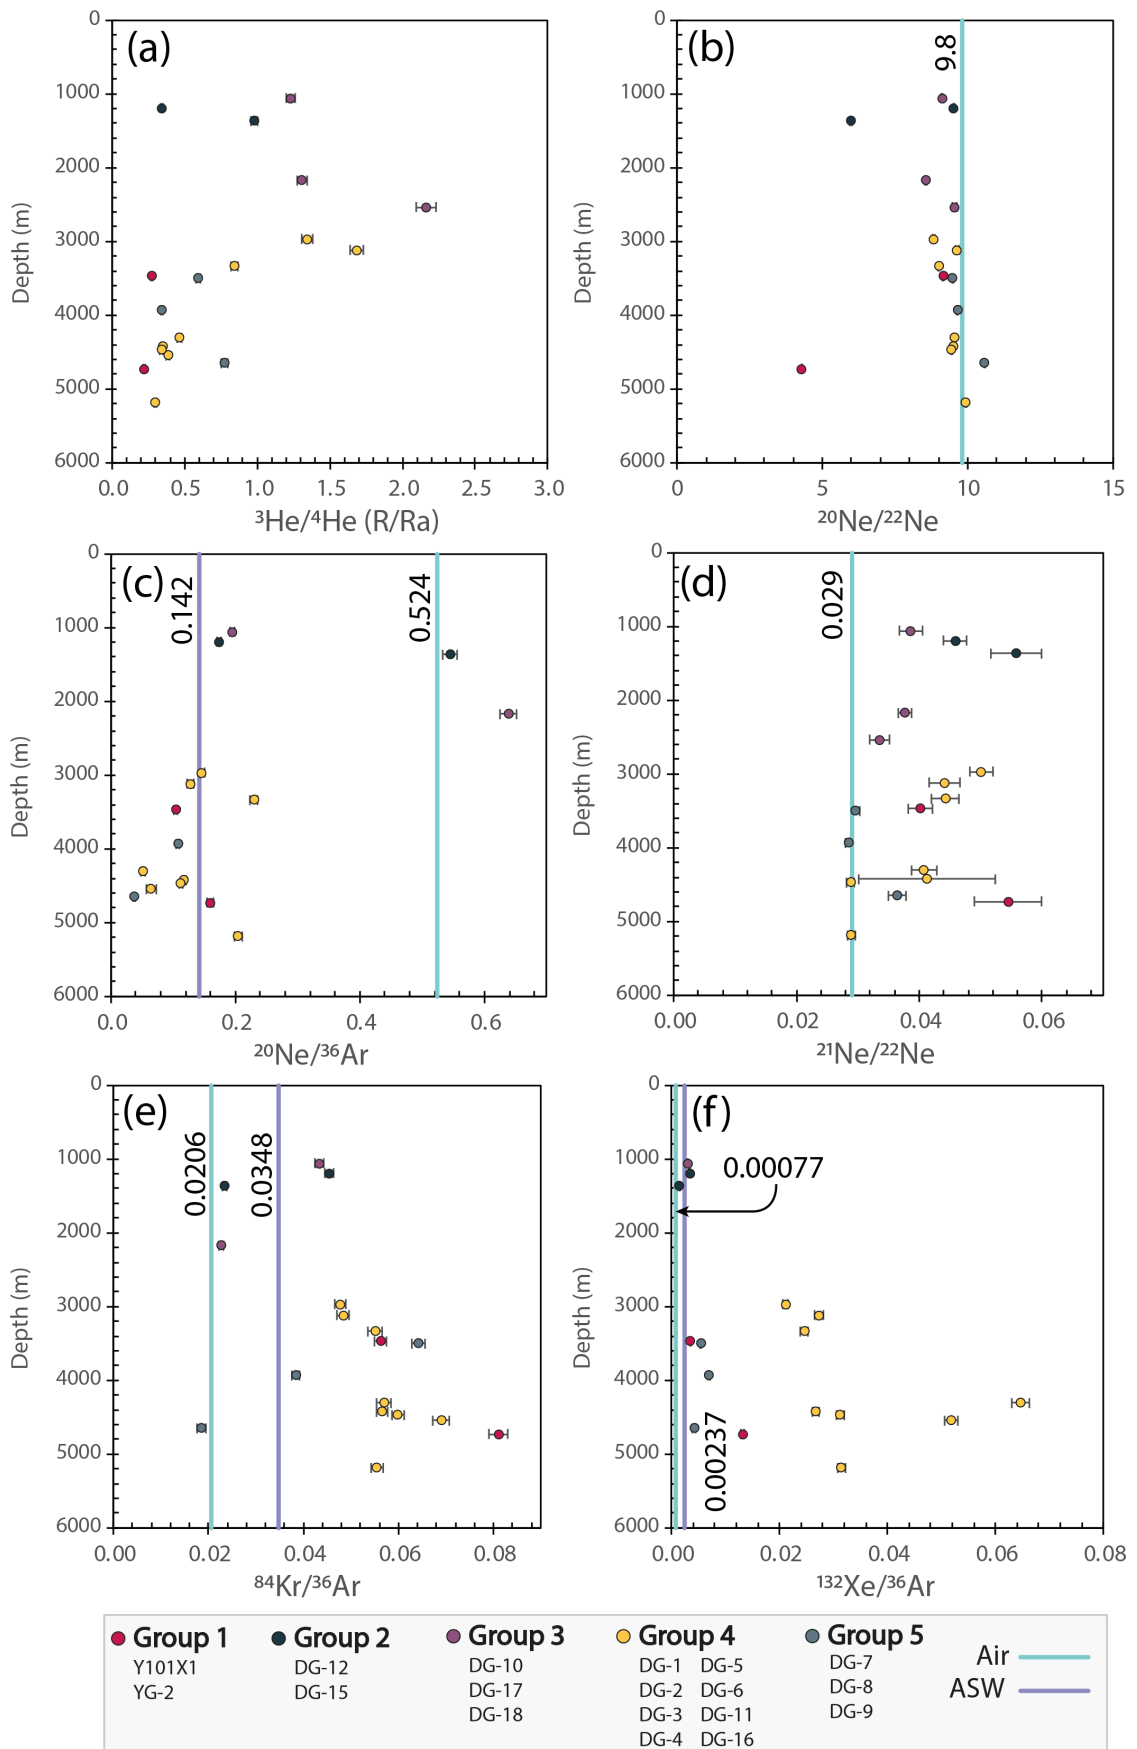 (a)
0
1000
2000
3000
4000
5000
6000
Depth (m)
0.0 0.5 1.0 1.5 2.0 2.5 3.0
³He/⁴He (R/Ra)
(b)
9.8
0
1000
2000
3000
4000
5000
6000
Depth (m)
0 5 10 15
²⁰Ne/²²Ne
(c)
0.142
0.524
0
1000
2000
3000
4000
5000
6000
Depth (m)
0.0 0.2 0.4 0.6
²⁰Ne/³⁶Ar
(d)
0.029
0
1000
2000
3000
4000
5000
6000
Depth (m)
0.00 0.02 0.04 0.06
²¹Ne/²²Ne
(e)
0.0206
0.0348
0
1000
2000
3000
4000
5000
6000
Depth (m)
0.00 0.02 0.04 0.06 0.08
⁸⁴Kr/³⁶Ar
(f)
0.00077
0.00237
0
1000
2000
3000
4000
5000
6000
Depth (m)
0.00 0.02 0.04 0.06 0.08
¹³²Xe/³⁶Ar
Group 1
Y101X1
YG-2
Group 2
DG-12
DG-15
Group 3
DG-10
DG-17
DG-18
Group 4
DG-1 DG-5
DG-2 DG-6
DG-3 DG-11
DG-4 DG-16
Group 5
DG-7
DG-8
DG-9
Air
ASW